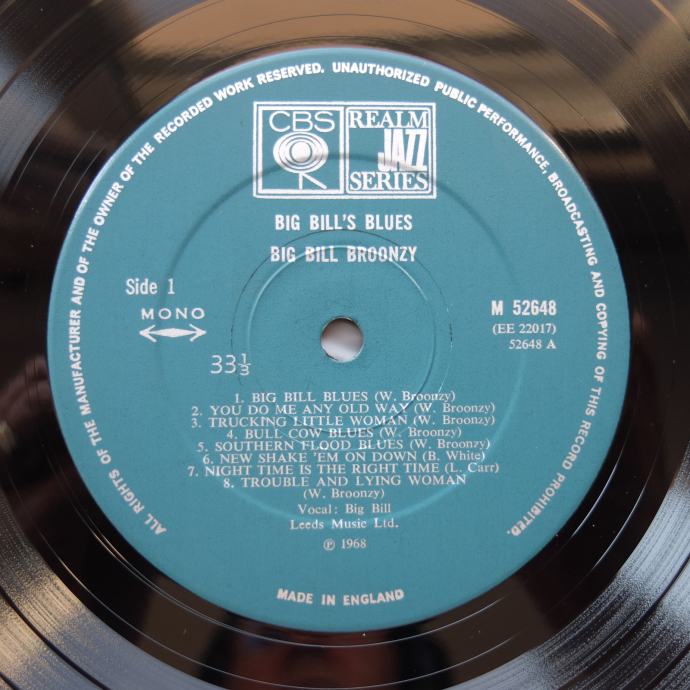 ALL RIGHTS OF THE MANUFACTURER AND OF THE OWNER OF THE RECORDED WORK RESERVED. UNAUTHORIZED PUBLIC PERFORMANCE, BROADCASTING AND COPYING OF THIS RECORD PROHIBITED.
CBS
REALM
JAZZ
SERIES
BIG BILL'S BLUES
BIG BILL BROONZY
Side 1
MONO
33⅓
M 52648
(EE 22017)
52648 A
1. BIG BILL BLUES (W. Broonzy)
2. YOU DO ME ANY OLD WAY (W. Broonzy)
3. TRUCKING LITTLE WOMAN (W. Broonzy)
4. BULL COW BLUES (W. Broonzy)
5. SOUTHERN FLOOD BLUES (W. Broonzy)
6. NEW SHAKE 'EM ON DOWN (B. White)
7. NIGHT TIME IS THE RIGHT TIME (L. Carr)
8. TROUBLE AND LYING WOMAN
(W. Broonzy)
Vocal: Big Bill
Leeds Music Ltd.
℗ 1968
MADE IN ENGLAND